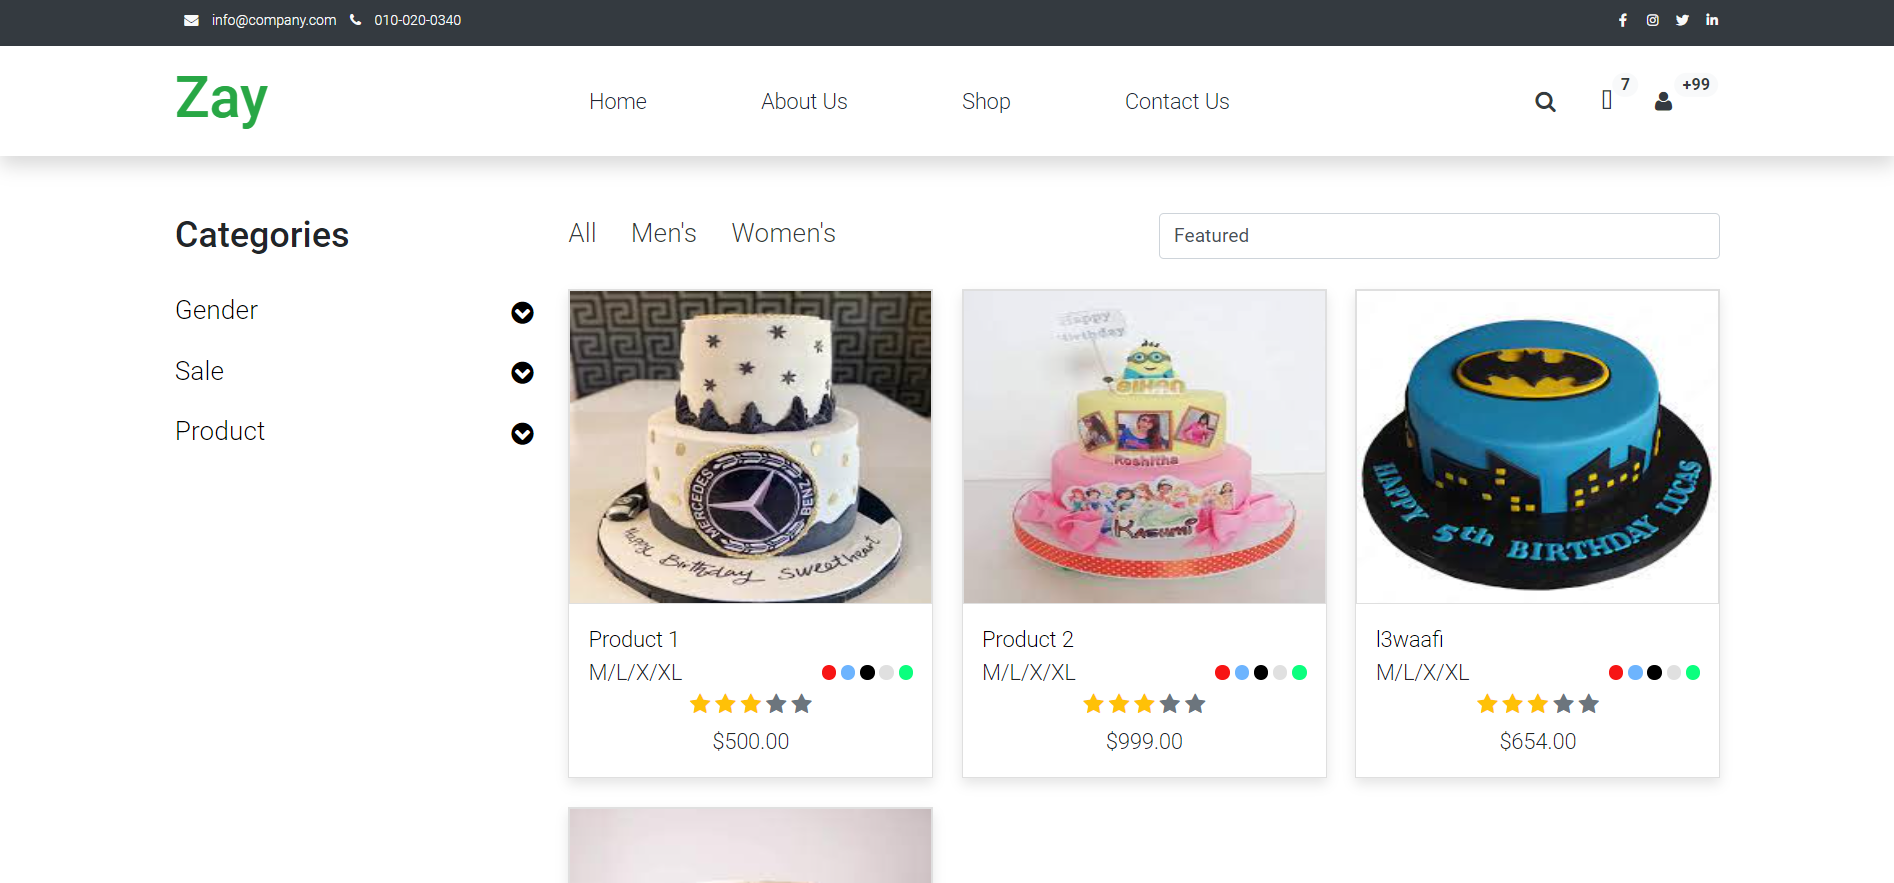 info@company.com 010-020-0340
Zay
Home About Us Shop Contact Us
7 +99
Categories
All Men's Women's
Featured
Gender
Sale
Product
MERCEDES BENZ
Happy Birthday Sweetheart
Happy
Birthday
GIHAN
Roshitha
Kashmi
HAPPY 5th BIRTHDAY LUCAS
Product 1
M/L/X/XL
$500.00
Product 2
M/L/X/XL
$999.00
l3waafi
M/L/X/XL
$654.00